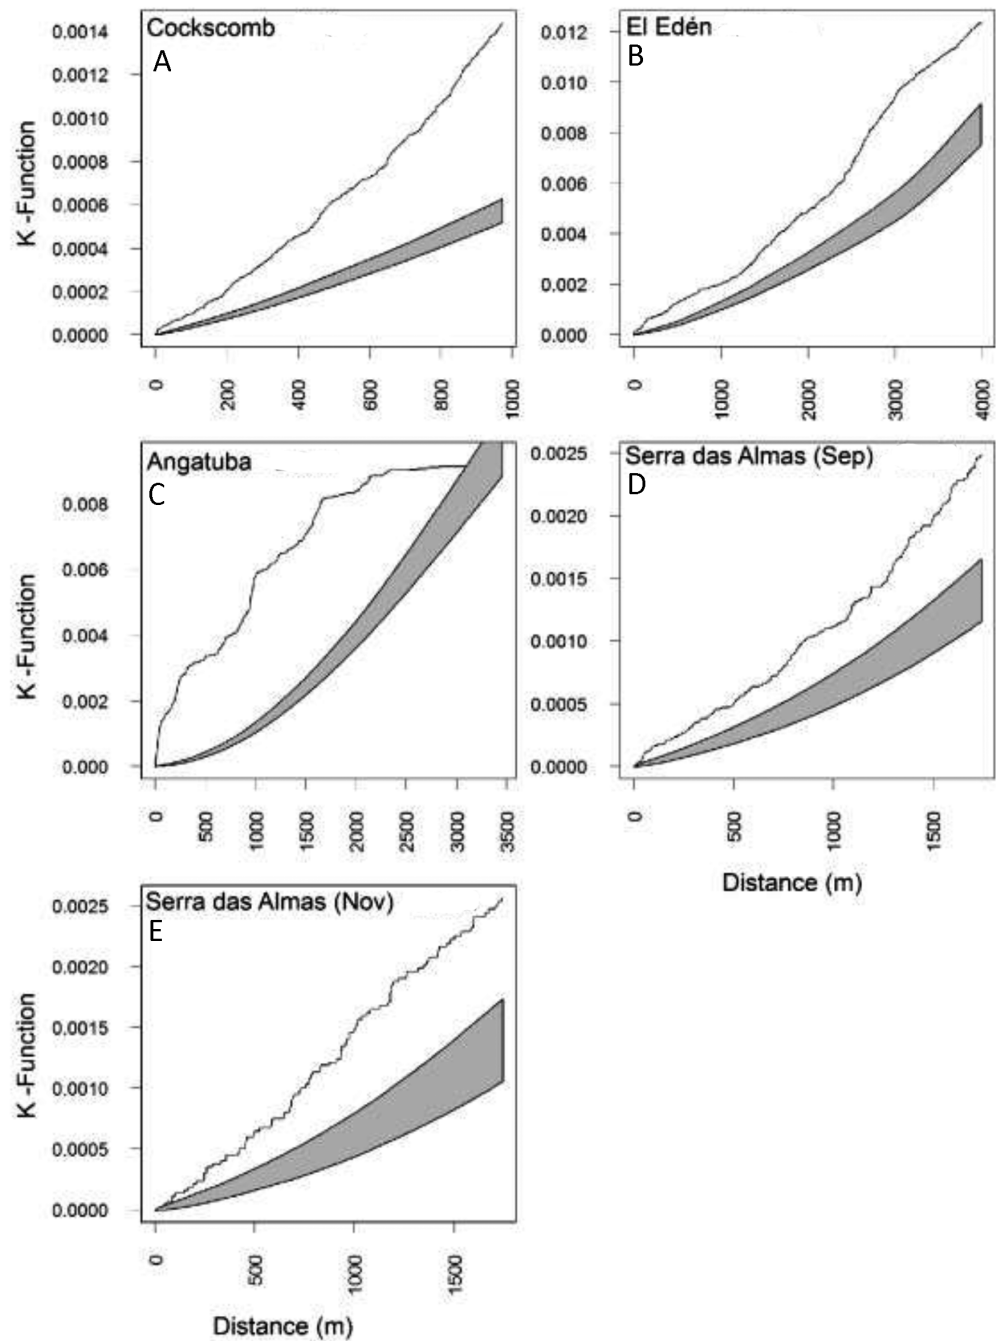 Cockscomb
A
K -Function
0.0014
0.0012
0.0010
0.0008
0.0006
0.0004
0.0002
0.0000
0 200 400 600 800 1000
El Edén
B
0.012
0.010
0.008
0.006
0.004
0.002
0.000
0 1000 2000 3000 4000
Angatuba
C
K -Function
0.008
0.006
0.004
0.002
0.000
0 500 1000 1500 2000 2500 3000 3500
Serra das Almas (Sep)
D
0.0025
0.0020
0.0015
0.0010
0.0005
0.0000
0 500 1000 1500
Distance (m)
Serra das Almas (Nov)
E
K -Function
0.0025
0.0020
0.0015
0.0010
0.0005
0.0000
0 500 1000 1500
Distance (m)